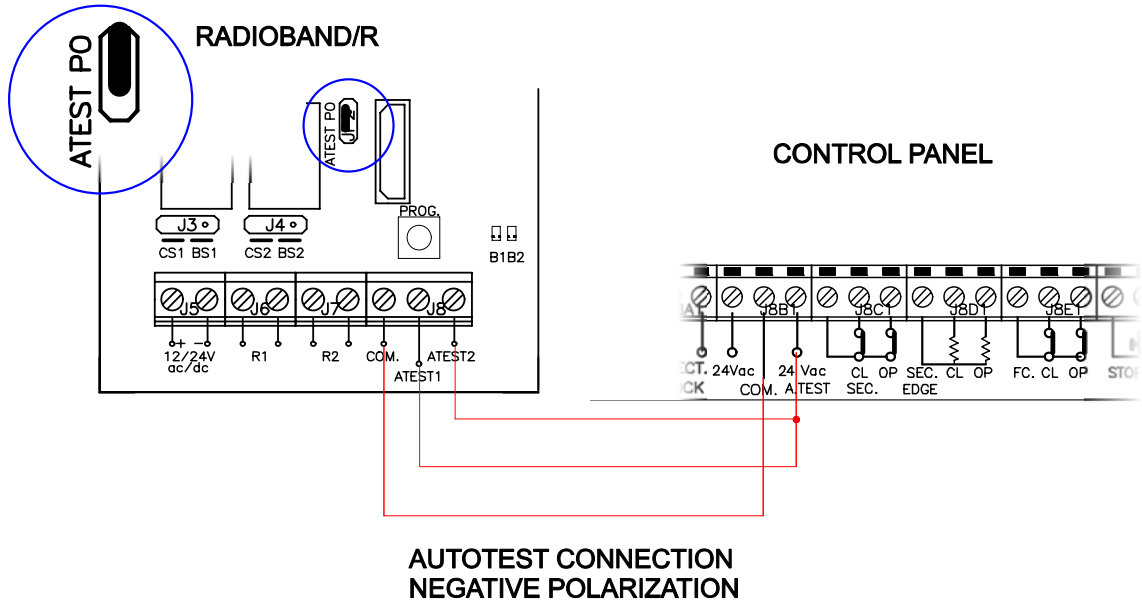 ATEST PO
RADIOBAND/R
ATEST PO
JP2
CONTROL PANEL
PROG.
J3
J4
CS1 BS1
CS2 BS2
B1B2
J5
J6
J7
J8
J8B1
J8C1
J8D1
J8E1
+ -
12/24V
ac/dc
R1
R2
COM.
ATEST2
ATEST1
24Vac
24 Vac
COM. A.TEST
CL OP
SEC.
SEC. CL OP
EDGE
FC. CL OP
AUTOTEST CONNECTION
NEGATIVE POLARIZATION